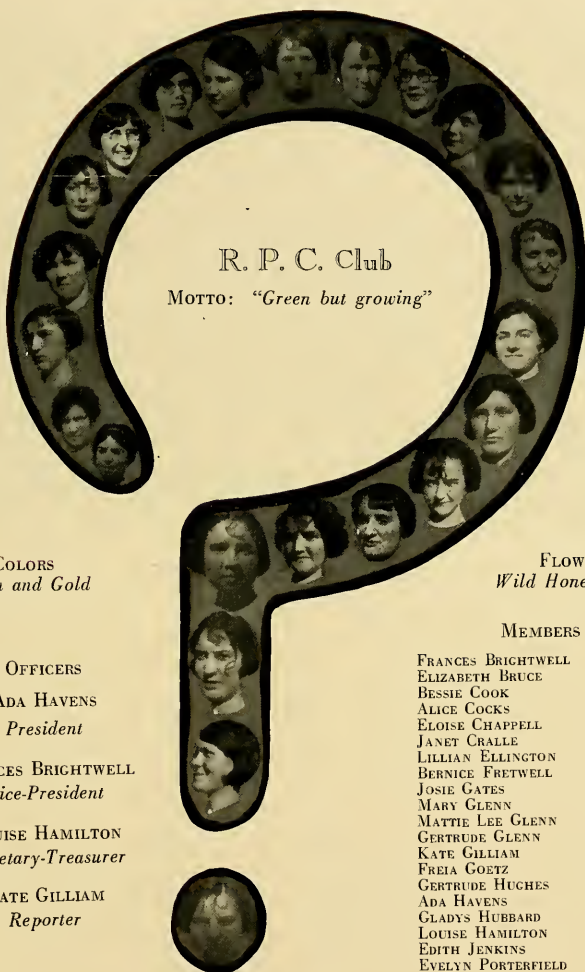 R. P. C. Club
MOTTO: "Green but growing"
COLORS
n and Gold
OFFICERS
ADA HAVENS
President
CES BRIGHTWELL
ice-President
UISE HAMILTON
etary-Treasurer
ATE GILLIAM
Reporter
FLOW
Wild Hone
MEMBERS
FRANCES BRIGHTWELL
ELIZABETH BRUCE
BESSIE COOK
ALICE COCKS
ELOISE CHAPPELL
JANET CRALLE
LILLIAN ELLINGTON
BERNICE FRETWELL
JOSIE GATES
MARY GLENN
MATTIE LEE GLENN
GERTRUDE GLENN
KATE GILLIAM
FREIA GOETZ
GERTRUDE HUGHES
ADA HAVENS
GLADYS HUBBARD
LOUISE HAMILTON
EDITH JENKINS
EVELYN PORTERFIELD